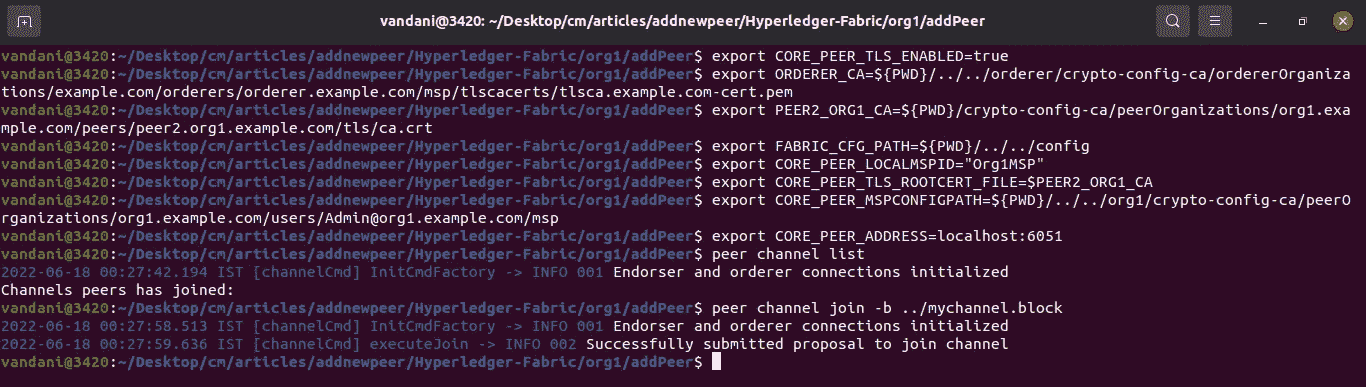 vandani@3420: ~/Desktop/cm/articles/addnewpeer/Hyperledger-Fabric/org1/addPeer
vandani@3420:~/Desktop/cm/articles/addnewpeer/Hyperledger-Fabric/org1/addPeer$ export CORE_PEER_TLS_ENABLED=true
vandani@3420:~/Desktop/cm/articles/addnewpeer/Hyperledger-Fabric/org1/addPeer$ export ORDERER_CA=${PWD}/../../orderer/crypto-config-ca/ordererOrganiza
tions/example.com/orderers/orderer.example.com/msp/tlscacerts/tlsca.example.com-cert.pem
vandani@3420:~/Desktop/cm/articles/addnewpeer/Hyperledger-Fabric/org1/addPeer$ export PEER2_ORG1_CA=${PWD}/crypto-config-ca/peerOrganizations/org1.exa
mple.com/peers/peer2.org1.example.com/tls/ca.crt
vandani@3420:~/Desktop/cm/articles/addnewpeer/Hyperledger-Fabric/org1/addPeer$ export FABRIC_CFG_PATH=${PWD}/../../config
vandani@3420:~/Desktop/cm/articles/addnewpeer/Hyperledger-Fabric/org1/addPeer$ export CORE_PEER_LOCALMSPID="Org1MSP"
vandani@3420:~/Desktop/cm/articles/addnewpeer/Hyperledger-Fabric/org1/addPeer$ export CORE_PEER_TLS_ROOTCERT_FILE=$PEER2_ORG1_CA
vandani@3420:~/Desktop/cm/articles/addnewpeer/Hyperledger-Fabric/org1/addPeer$ export CORE_PEER_MSPCONFIGPATH=${PWD}/../../org1/crypto-config-ca/peerO
rganizations/org1.example.com/users/Admin@org1.example.com/msp
vandani@3420:~/Desktop/cm/articles/addnewpeer/Hyperledger-Fabric/org1/addPeer$ export CORE_PEER_ADDRESS=localhost:6051
vandani@3420:~/Desktop/cm/articles/addnewpeer/Hyperledger-Fabric/org1/addPeer$ peer channel list
2022-06-18 00:27:42.194 IST [channelCmd] InitCmdFactory -> INFO 001 Endorser and orderer connections initialized
Channels peers has joined:
vandani@3420:~/Desktop/cm/articles/addnewpeer/Hyperledger-Fabric/org1/addPeer$ peer channel join -b ../mychannel.block
2022-06-18 00:27:58.513 IST [channelCmd] InitCmdFactory -> INFO 001 Endorser and orderer connections initialized
2022-06-18 00:27:59.636 IST [channelCmd] executeJoin -> INFO 002 Successfully submitted proposal to join channel
vandani@3420:~/Desktop/cm/articles/addnewpeer/Hyperledger-Fabric/org1/addPeer$